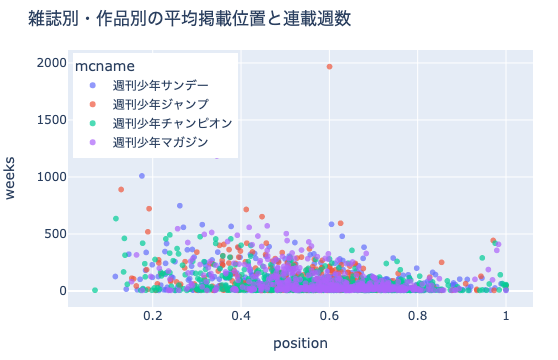 雑誌別・作品別の平均掲載位置と連載週数
mcname
週刊少年サンデー
週刊少年ジャンプ
週刊少年チャンピオン
週刊少年マガジン
weeks
2000
1500
1000
500
0
0.2
0.4
0.6
0.8
1
position